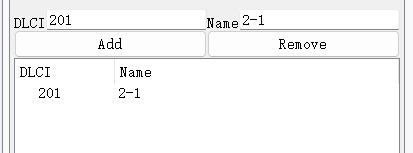 DLCI 201 Name 2-1
Add Remove
DLCI Name
201 2-1